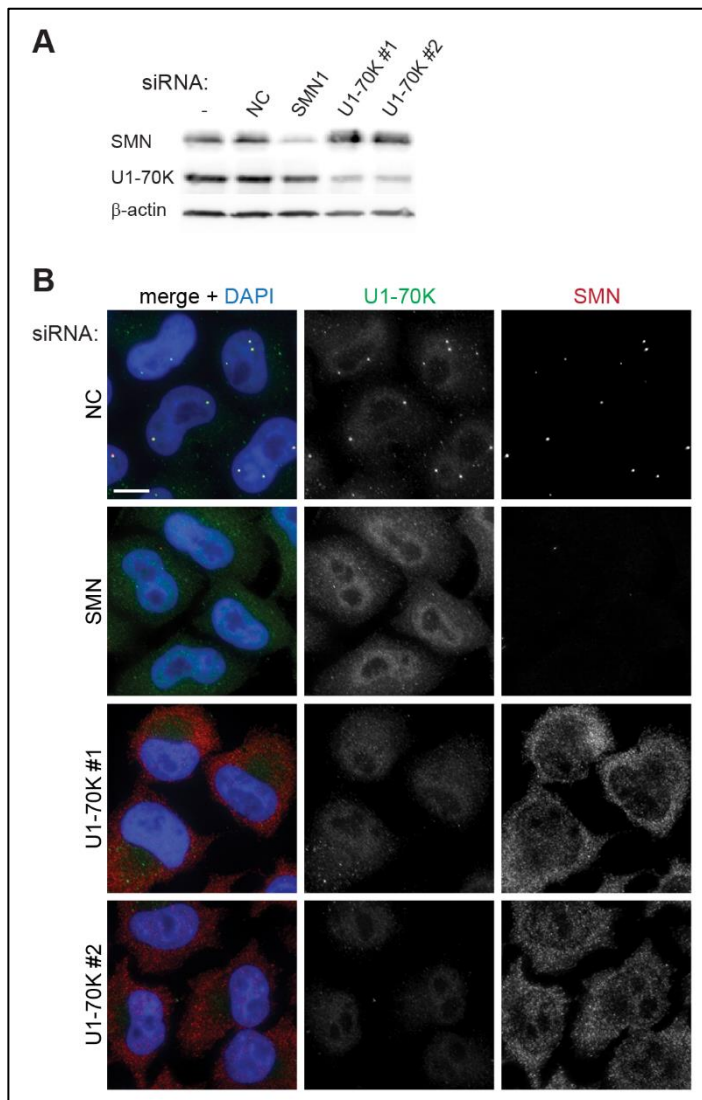 A
siRNA:
-
NC
SMN1
U1-70K #1
U1-70K #2
SMN
U1-70K
β-actin
B
merge + DAPI
U1-70K
SMN
siRNA:
NC
SMN
U1-70K #1
U1-70K #2